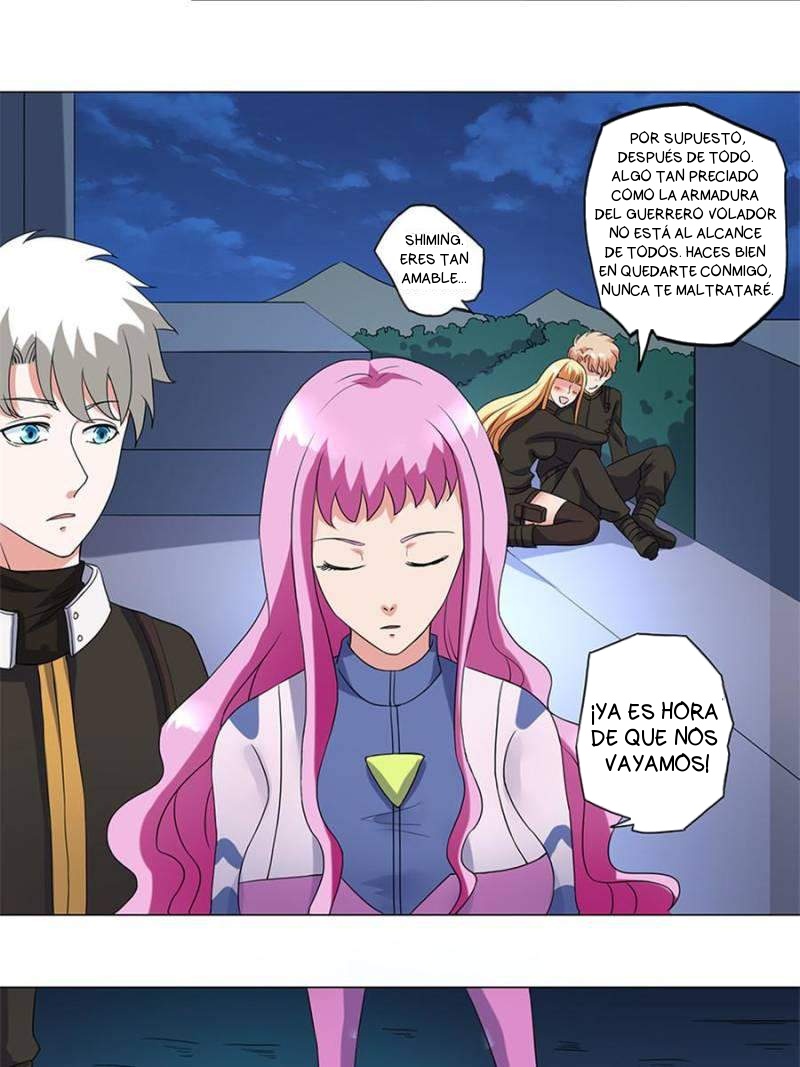 SHIMING.
ERES TAN
AMABLE...
POR SUPUESTO,
DESPUÉS DE TODO.
ALGO TAN PRECIADO
COMO LA ARMADURA
DEL GUERRERO VOLADOR
NO ESTÁ AL ALCANCE
DE TODOS. HACES BIEN
EN QUEDARTE CONMIGO,
NUNCA TE MALTRATARÉ.
¡YA ES HORA
DE QUE NOS
VAYAMOS!